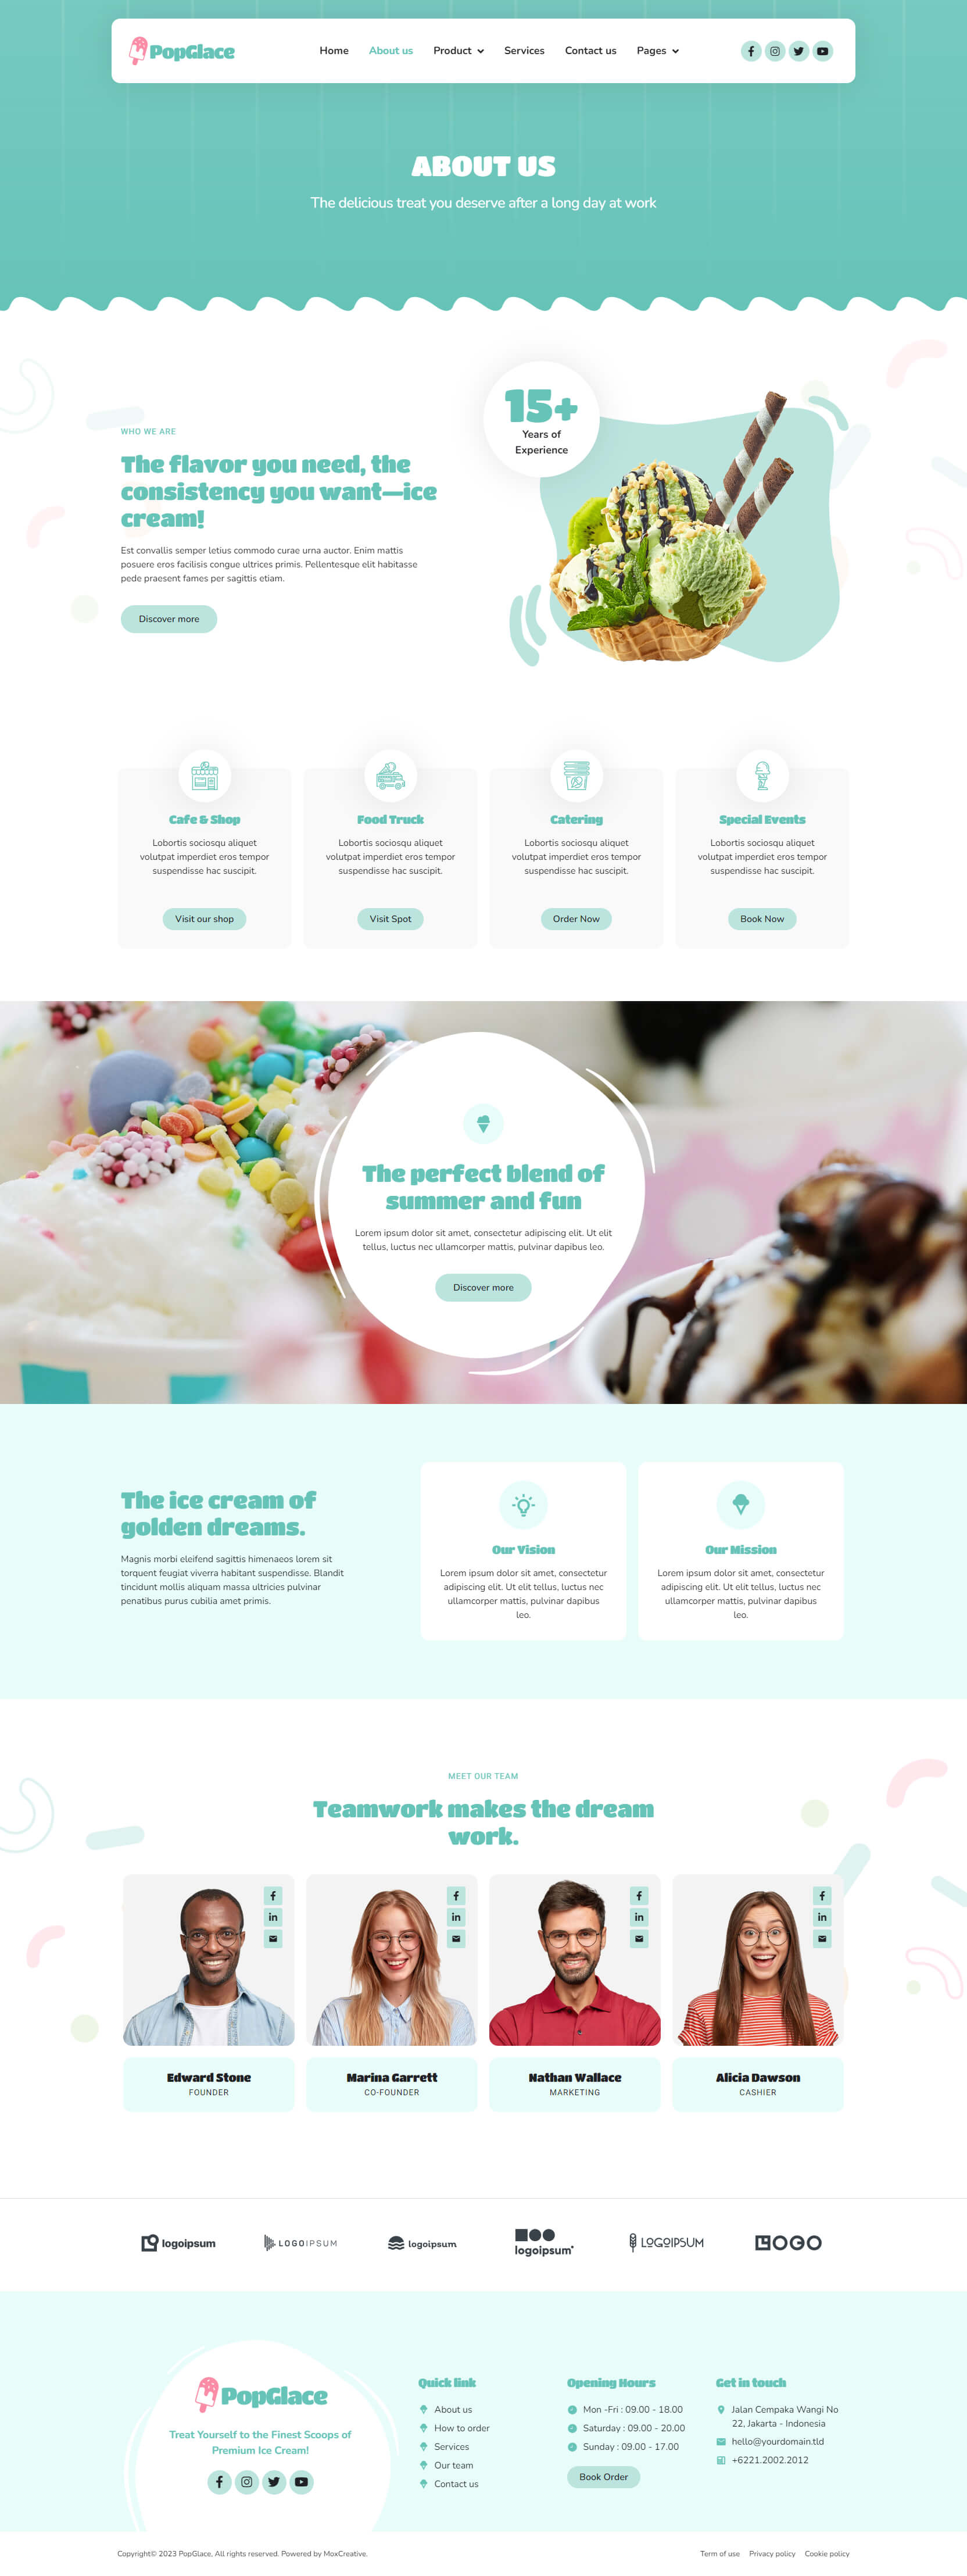 PopGlace
Home About us Product Services Contact us Pages
ABOUT US
The delicious treat you deserve after a long day at work
WHO WE ARE
The flavor you need, the
consistency you want—ice
cream!
Est convallis semper letius commodo curae urna auctor. Enim mattis
posuere eros facilisis congue ultrices primis. Pellentesque elit habitasse
pede praesent fames per sagittis etiam.
Discover more
15+
Years of
Experience
Cafe & Shop
Lobortis sociosqu aliquet
volutpat imperdiet eros tempor
suspendisse hac suscipit.
Visit our shop
Food Truck
Lobortis sociosqu aliquet
volutpat imperdiet eros tempor
suspendisse hac suscipit.
Visit Spot
Catering
Lobortis sociosqu aliquet
volutpat imperdiet eros tempor
suspendisse hac suscipit.
Order Now
Special Events
Lobortis sociosqu aliquet
volutpat imperdiet eros tempor
suspendisse hac suscipit.
Book Now
The perfect blend of
summer and fun
Lorem ipsum dolor sit amet, consectetur adipiscing elit. Ut elit
tellus, luctus nec ullamcorper mattis, pulvinar dapibus leo.
Discover more
The ice cream of
golden dreams.
Magnis morbi eleifend sagittis himenaeos lorem sit
torquent feugiat viverra habitant suspendisse. Blandit
tincidunt mollis aliquam massa ultricies pulvinar
penatibus purus cubilia amet primis.
Our Vision
Lorem ipsum dolor sit amet, consectetur
adipiscing elit. Ut elit tellus, luctus nec
ullamcorper mattis, pulvinar dapibus
leo.
Our Mission
Lorem ipsum dolor sit amet, consectetur
adipiscing elit. Ut elit tellus, luctus nec
ullamcorper mattis, pulvinar dapibus
leo.
MEET OUR TEAM
Teamwork makes the dream
work.
Edward Stone
FOUNDER
Marina Garrett
CO-FOUNDER
Nathan Wallace
MARKETING
Alicia Dawson
CASHIER
logoipsum
LOGOIPSUM
logoipsum
logoipsum
LOGOIPSUM
LOGO
PopGlace
Treat Yourself to the Finest Scoops of
Premium Ice Cream!
Quick link
About us
How to order
Services
Our team
Contact us
Opening Hours
Mon -Fri : 09.00 - 18.00
Saturday : 09.00 - 20.00
Sunday : 09.00 - 17.00
Book Order
Get in touch
Jalan Cempaka Wangi No
22, Jakarta - Indonesia
hello@yourdomain.tld
+6221.2002.2012
Copyright© 2023 PopGlace, All rights reserved. Powered by MoxCreative.
Term of use Privacy policy Cookie policy